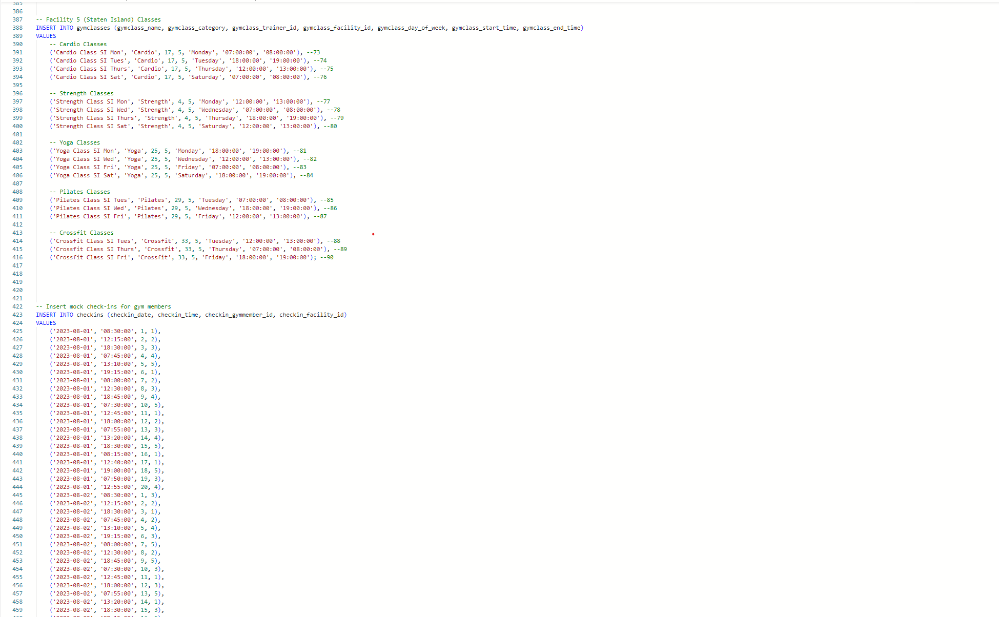 385
386
387 -- Facility 5 (Staten Island) Classes
388 INSERT INTO gymclasses (gymclass_name, gymclass_category, gymclass_trainer_id, gymclass_facility_id, gymclass_day_of_week, gymclass_start_time, gymclass_end_time)
389 VALUES
390 -- Cardio Classes
391 ('Cardio Class SI Mon', 'Cardio', 17, 5, 'Monday', '07:00:00', '08:00:00'), --73
392 ('Cardio Class SI Tues', 'Cardio', 17, 5, 'Tuesday', '18:00:00', '19:00:00'), --74
393 ('Cardio Class SI Thurs', 'Cardio', 17, 5, 'Thursday', '12:00:00', '13:00:00'), --75
394 ('Cardio Class SI Sat', 'Cardio', 17, 5, 'Saturday', '07:00:00', '08:00:00'), --76
395
396 -- Strength Classes
397 ('Strength Class SI Mon', 'Strength', 4, 5, 'Monday', '12:00:00', '13:00:00'), --77
398 ('Strength Class SI Wed', 'Strength', 4, 5, 'Wednesday', '07:00:00', '08:00:00'), --78
399 ('Strength Class SI Thurs', 'Strength', 4, 5, 'Thursday', '18:00:00', '19:00:00'), --79
400 ('Strength Class SI Sat', 'Strength', 4, 5, 'Saturday', '12:00:00', '13:00:00'), --80
401
402 -- Yoga Classes
403 ('Yoga Class SI Mon', 'Yoga', 25, 5, 'Monday', '18:00:00', '19:00:00'), --81
404 ('Yoga Class SI Wed', 'Yoga', 25, 5, 'Wednesday', '12:00:00', '13:00:00'), --82
405 ('Yoga Class SI Fri', 'Yoga', 25, 5, 'Friday', '07:00:00', '08:00:00'), --83
406 ('Yoga Class SI Sat', 'Yoga', 25, 5, 'Saturday', '18:00:00', '19:00:00'), --84
407
408 -- Pilates Classes
409 ('Pilates Class SI Tues', 'Pilates', 29, 5, 'Tuesday', '07:00:00', '08:00:00'), --85
410 ('Pilates Class SI Wed', 'Pilates', 29, 5, 'Wednesday', '18:00:00', '19:00:00'), --86
411 ('Pilates Class SI Fri', 'Pilates', 29, 5, 'Friday', '12:00:00', '13:00:00'), --87
412
413 -- Crossfit Classes
414 ('Crossfit Class SI Tues', 'Crossfit', 33, 5, 'Tuesday', '12:00:00', '13:00:00'), --88
415 ('Crossfit Class SI Thurs', 'Crossfit', 33, 5, 'Thursday', '07:00:00', '08:00:00'), --89
416 ('Crossfit Class SI Fri', 'Crossfit', 33, 5, 'Friday', '18:00:00', '19:00:00'); --90
417
418
419
420
421
422 -- Insert mock check-ins for gym members
423 INSERT INTO checkins (checkin_date, checkin_time, checkin_gymmember_id, checkin_facility_id)
424 VALUES
425 ('2023-08-01', '08:30:00', 1, 1),
426 ('2023-08-01', '12:15:00', 2, 2),
427 ('2023-08-01', '18:30:00', 3, 3),
428 ('2023-08-01', '07:45:00', 4, 4),
429 ('2023-08-01', '13:10:00', 5, 5),
430 ('2023-08-01', '19:15:00', 6, 1),
431 ('2023-08-01', '08:00:00', 7, 2),
432 ('2023-08-01', '12:30:00', 8, 3),
433 ('2023-08-01', '18:45:00', 9, 4),
434 ('2023-08-01', '07:30:00', 10, 5),
435 ('2023-08-01', '12:45:00', 11, 1),
436 ('2023-08-01', '18:00:00', 12, 2),
437 ('2023-08-01', '07:55:00', 13, 3),
438 ('2023-08-01', '13:20:00', 14, 4),
439 ('2023-08-01', '18:30:00', 15, 5),
440 ('2023-08-01', '08:15:00', 16, 1),
441 ('2023-08-01', '12:40:00', 17, 1),
442 ('2023-08-01', '19:00:00', 18, 5),
443 ('2023-08-01', '07:50:00', 19, 3),
444 ('2023-08-01', '12:55:00', 20, 4),
445 ('2023-08-02', '08:30:00', 1, 3),
446 ('2023-08-02', '12:15:00', 2, 2),
447 ('2023-08-02', '18:30:00', 3, 1),
448 ('2023-08-02', '07:45:00', 4, 2),
449 ('2023-08-02', '13:10:00', 5, 4),
450 ('2023-08-02', '19:15:00', 6, 3),
451 ('2023-08-02', '08:00:00', 7, 5),
452 ('2023-08-02', '12:30:00', 8, 2),
453 ('2023-08-02', '18:45:00', 9, 5),
454 ('2023-08-02', '07:30:00', 10, 3),
455 ('2023-08-02', '12:45:00', 11, 1),
456 ('2023-08-02', '18:00:00', 12, 3),
457 ('2023-08-02', '07:55:00', 13, 5),
458 ('2023-08-02', '13:20:00', 14, 1),
459 ('2023-08-02', '18:30:00', 15, 3),